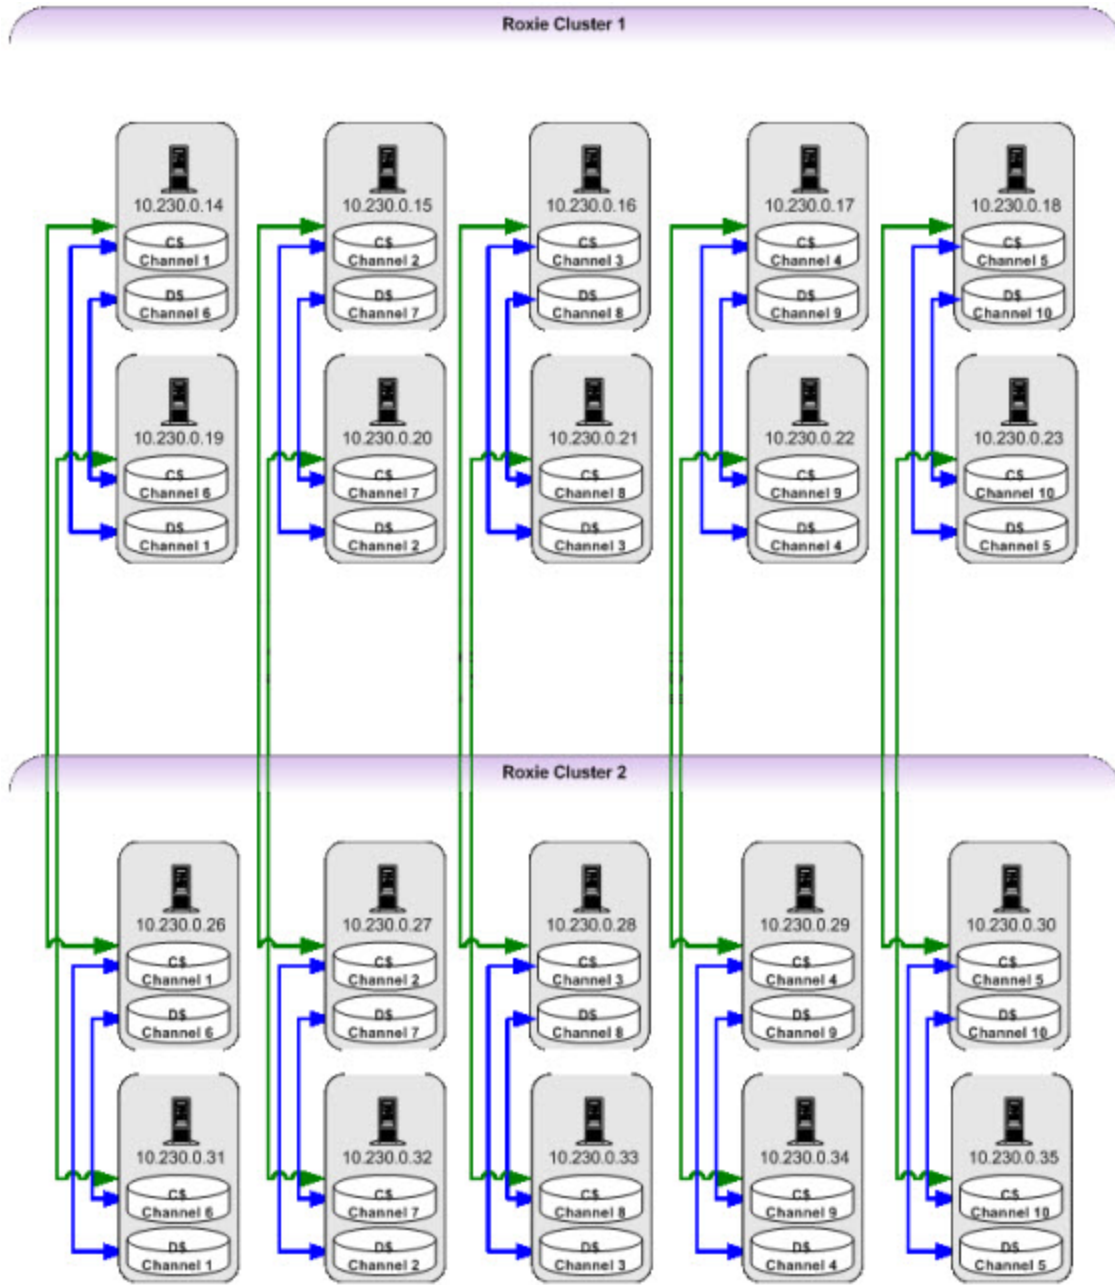 Roxie Cluster 1
10.230.0.14 10.230.0.15 10.230.0.16 10.230.0.17 10.230.0.18
C$ C$ C$ C$ C$
Channel 1 Channel 2 Channel 3 Channel 4 Channel 5
D$ D$ D$ D$ D$
Channel 6 Channel 7 Channel 8 Channel 9 Channel 10
10.230.0.19 10.230.0.20 10.230.0.21 10.230.0.22 10.230.0.23
C$ C$ C$ C$ C$
Channel 6 Channel 7 Channel 8 Channel 9 Channel 10
D$ D$ D$ D$ D$
Channel 1 Channel 2 Channel 3 Channel 4 Channel 5
Roxie Cluster 2
10.230.0.26 10.230.0.27 10.230.0.28 10.230.0.29 10.230.0.30
C$ C$ C$ C$ C$
Channel 1 Channel 2 Channel 3 Channel 4 Channel 5
D$ D$ D$ D$ D$
Channel 6 Channel 7 Channel 8 Channel 9 Channel 10
10.230.0.31 10.230.0.32 10.230.0.33 10.230.0.34 10.230.0.35
C$ C$ C$ C$ C$
Channel 6 Channel 7 Channel 8 Channel 9 Channel 10
D$ D$ D$ D$ D$
Channel 1 Channel 2 Channel 3 Channel 4 Channel 5